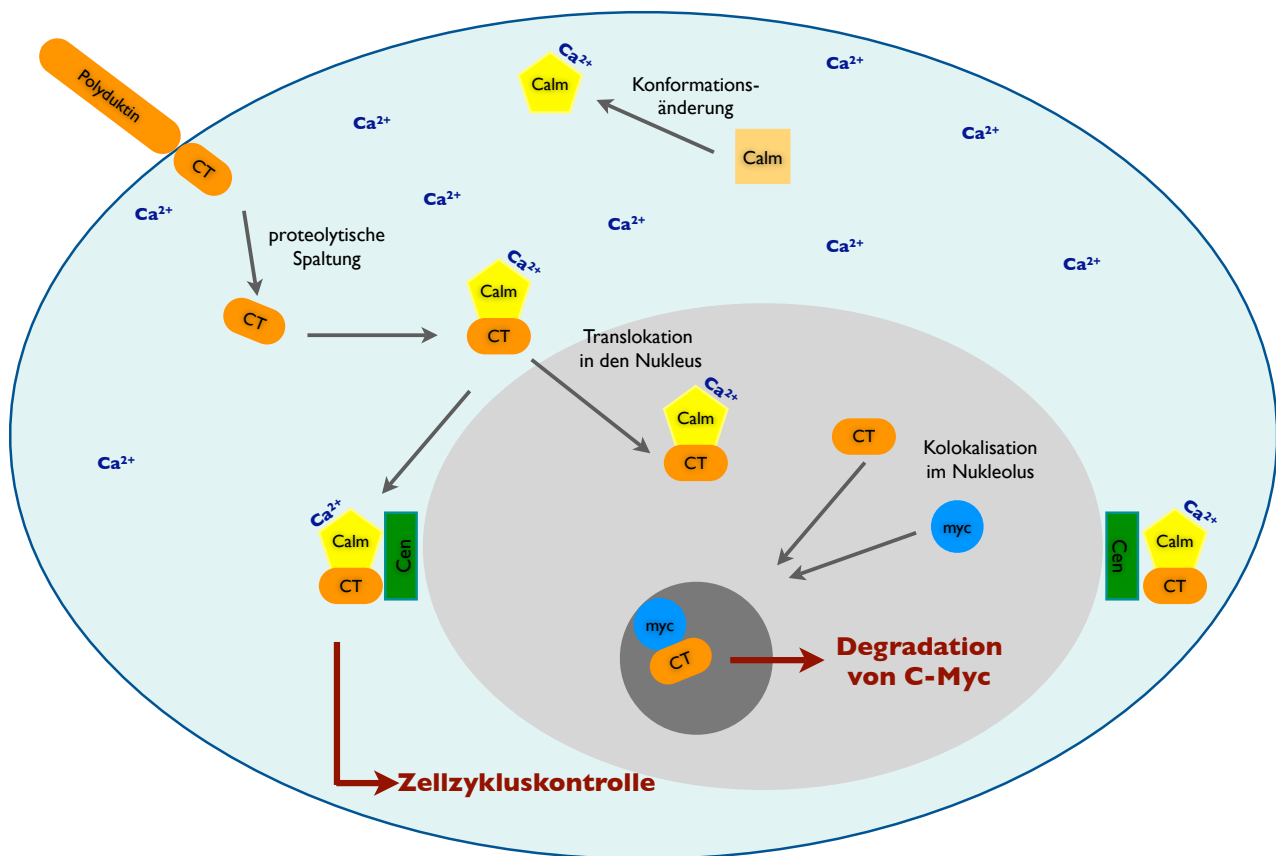 Ca²⁺
Calm
Konformations-
änderung
Calm
Ca²⁺
Ca²⁺
Ca²⁺
Polyduktin
CT
Ca²⁺
Ca²⁺
Ca²⁺
Ca²⁺
Ca²⁺
proteolytische
Spaltung
CT
Ca²⁺
Calm
CT
Translokation
in den Nukleus
Ca²⁺
Calm
CT
CT
Kolokalisation
im Nukleolus
myc
Ca²⁺
Ca²⁺
Calm
CT
Cen
Cen
Ca²⁺
Calm
CT
myc
CT
Degradation
von C-Myc
Zellzykluskontrolle